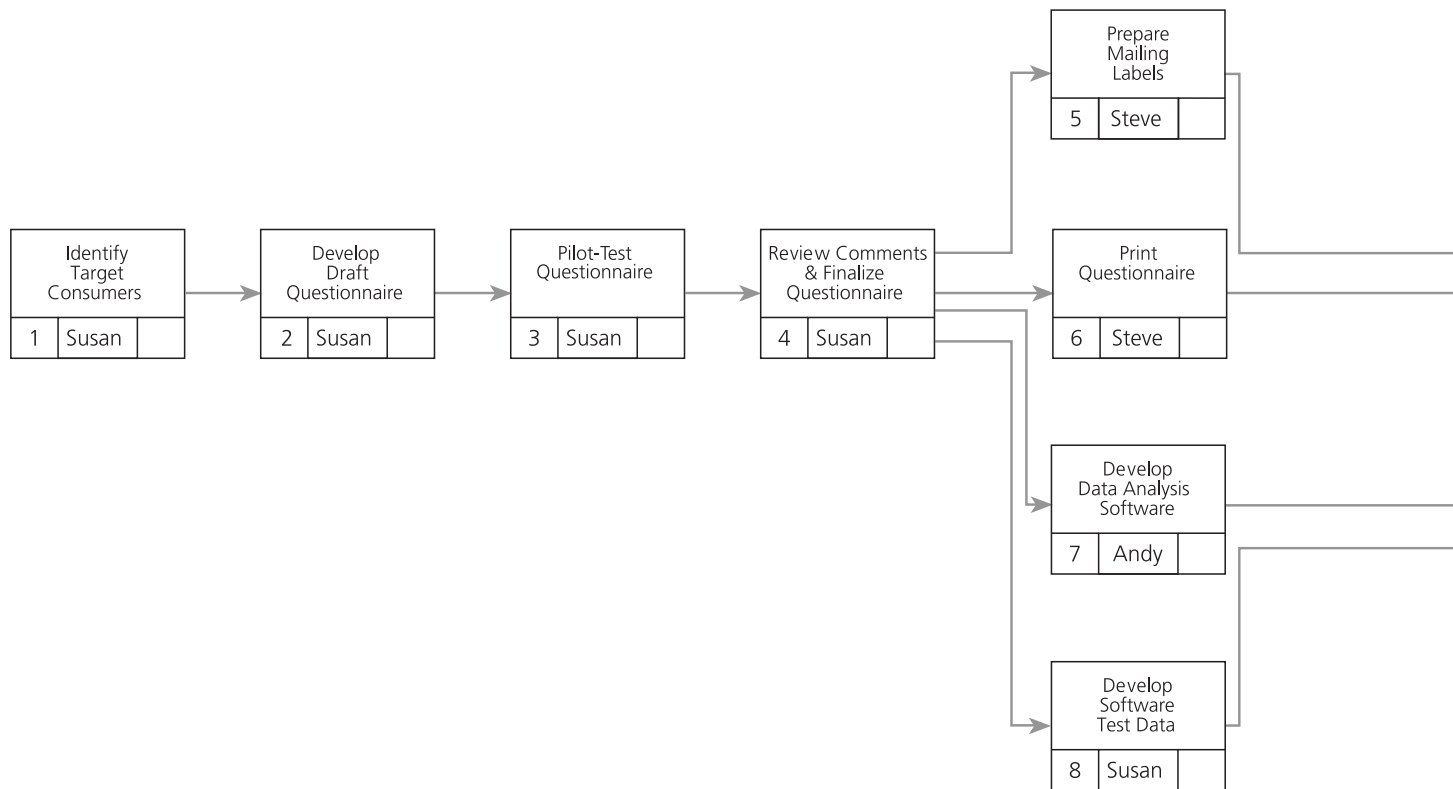 Prepare
Mailing
Labels
5 Steve
Identify
Target
Consumers
1 Susan
Develop
Draft
Questionnaire
2 Susan
Pilot-Test
Questionnaire
3 Susan
Review Comments
& Finalize
Questionnaire
4 Susan
Print
Questionnaire
6 Steve
Develop
Data Analysis
Software
7 Andy
Develop
Software
Test Data
8 Susan